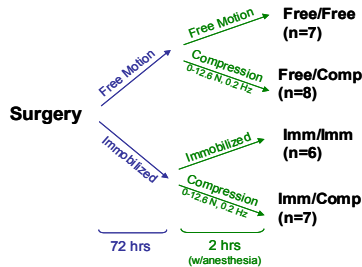 Surgery
Free Motion
Immobilized
Free Motion
Compression
0-12.6 N, 0.2 Hz
Immobilized
Compression
0-12.6 N, 0.2 Hz
Free/Free
(n=7)
Free/Comp
(n=8)
Imm/Imm
(n=6)
Imm/Comp
(n=7)
72 hrs
2 hrs
(w/anesthesia)